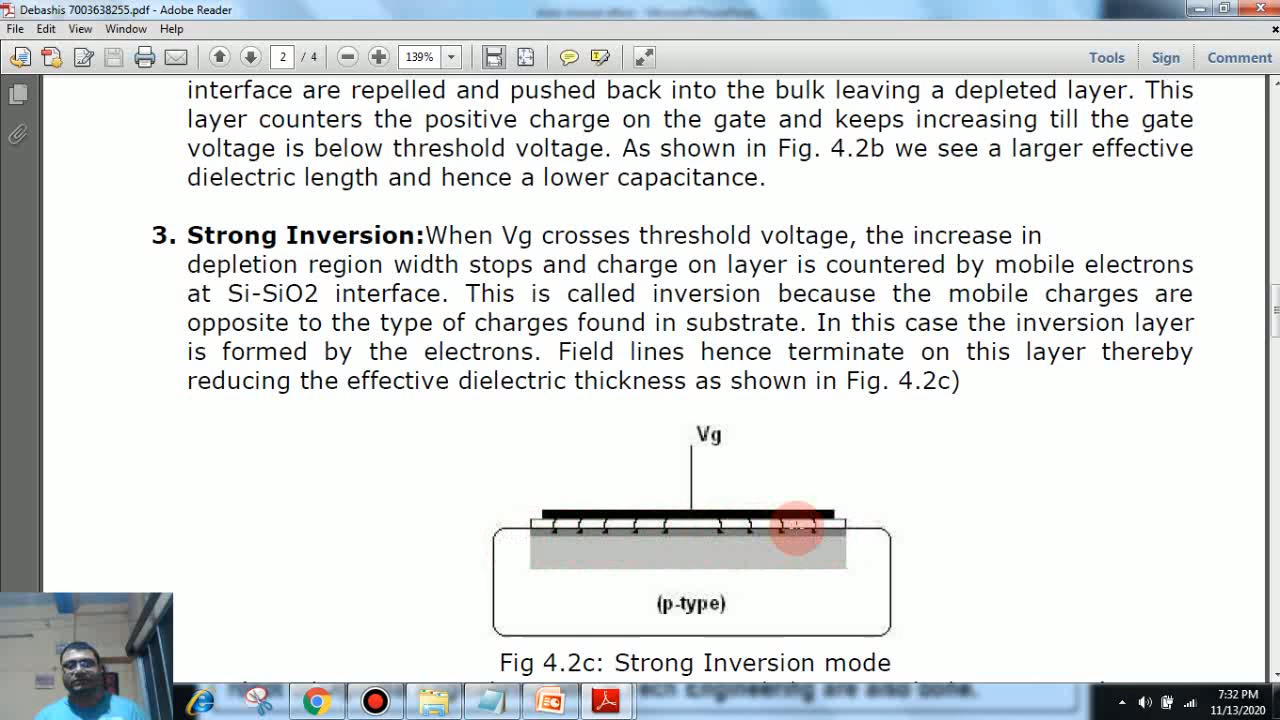 Debashis 7003638255.pdf - Adobe Reader
File Edit View Window Help
2 / 4 139% Tools Sign Comment
interface are repelled and pushed back into the bulk leaving a depleted layer. This
layer counters the positive charge on the gate and keeps increasing till the gate
voltage is below threshold voltage. As shown in Fig. 4.2b we see a larger effective
dielectric length and hence a lower capacitance.
3. Strong Inversion:When Vg crosses threshold voltage, the increase in
depletion region width stops and charge on layer is countered by mobile electrons
at Si-SiO2 interface. This is called inversion because the mobile charges are
opposite to the type of charges found in substrate. In this case the inversion layer
is formed by the electrons. Field lines hence terminate on this layer thereby
reducing the effective dielectric thickness as shown in Fig. 4.2c)
Vg
(p-type)
Fig 4.2c: Strong Inversion mode
Engineering are also done.
7:32 PM
11/13/2020